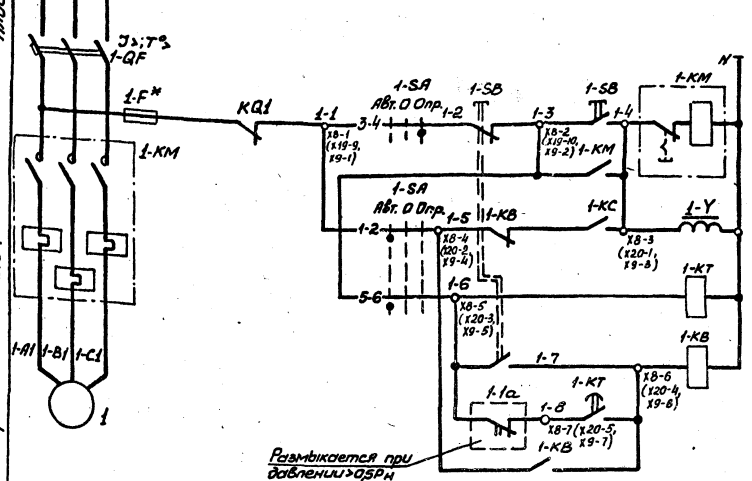 J>; T°>
1-QF
1-F*
KQ1
1-1
X8-1
(X19-9,
X9-1)
1-SA
Авт. 0 Опр.
3-4
1-2
1-SB
1-3
X8-2
(X19-10,
X9-2)
1-SB
1-4
1-KM
N
1-KM
1-KM
1-SA
Авт. 0 Опр.
1-2
1-5
X8-4
(X20-2,
X9-4)
1-KB
1-KC
X8-3
(X20-1,
X9-3)
1-Y
5-6
1-6
X8-5
(X20-3,
X9-5)
1-KT
1-7
1-KB
X8-6
(X20-4,
X9-6)
1-1a
1-8
X8-7 (X20-5,
X9-7)
1-KT
1-KB
1-A1
1-B1
1-C1
1
Размыкается при
давлении>0,5Pн